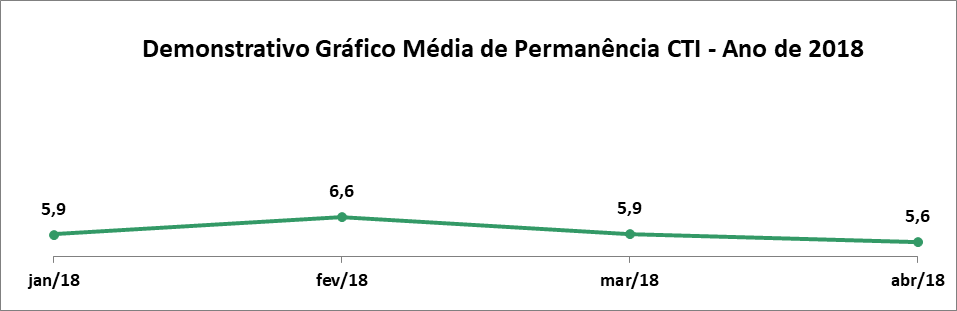 Demonstrativo Gráfico Média de Permanência CTI - Ano de 2018
5,9
6,6
5,9
5,6
jan/18
fev/18
mar/18
abr/18